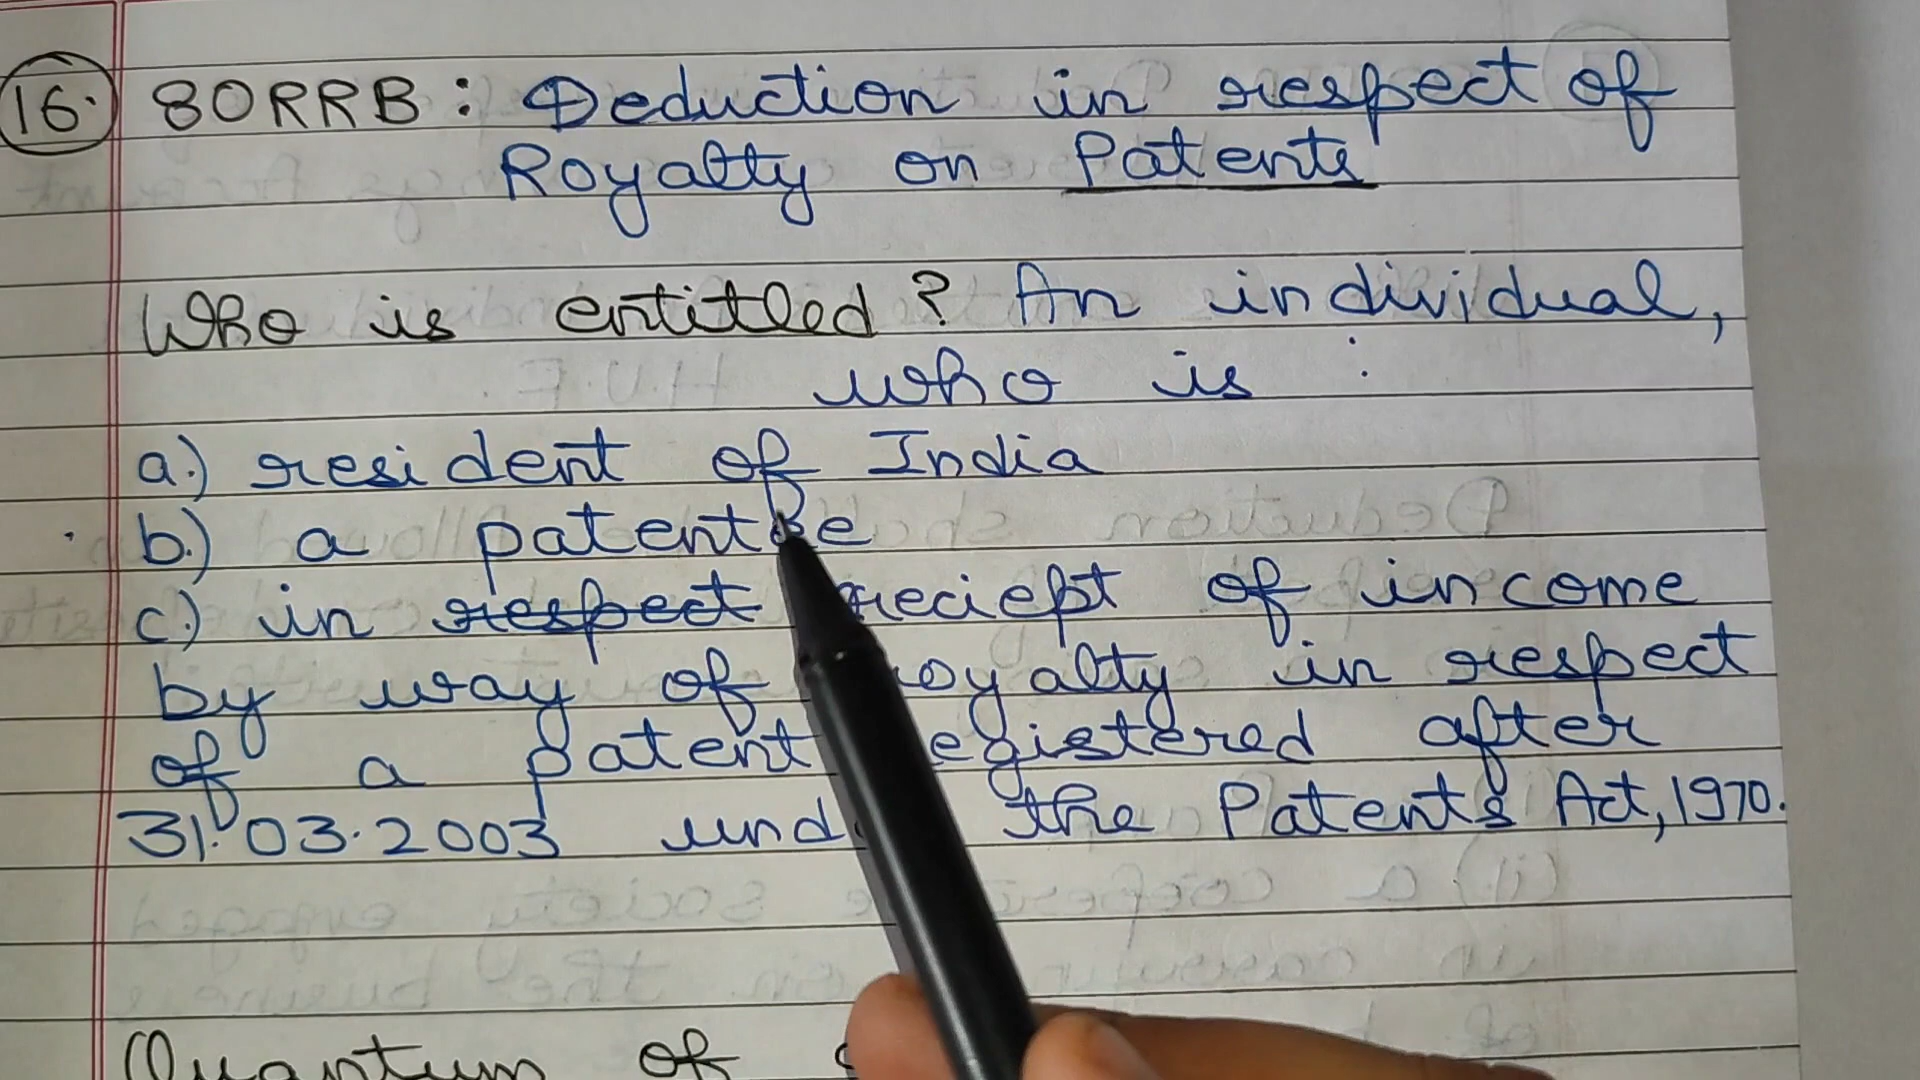 16. 80RRB: Deduction in respect of
Royalty on Patents
Who is entitled? An individual,
who is :
a.) resident of India
b.) a patentee
c.) in respect reciept of income
by way of royalty in respect
of a patent registered after
31.03.2003 under the Patents Act, 1970.
Quantum of